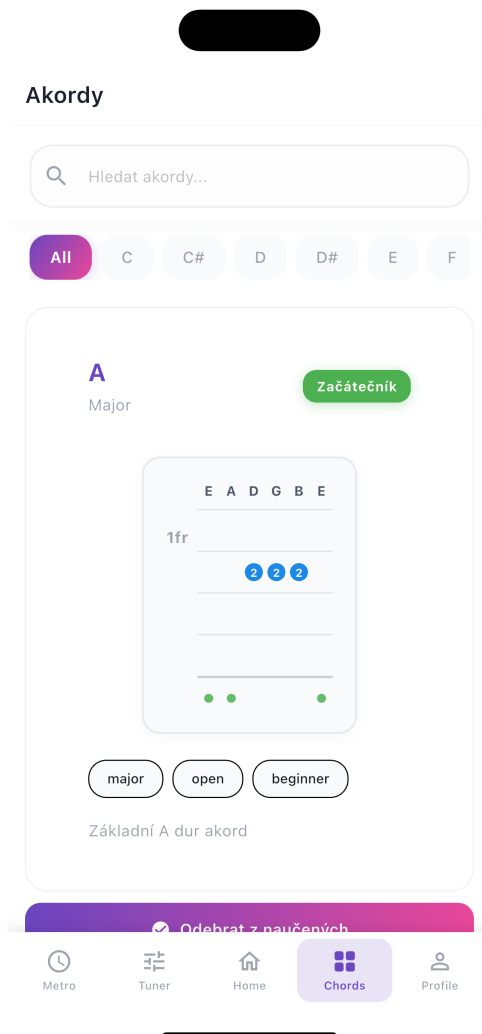 Akordy
Hledat akordy...
All C C# D D# E F
A
Major
Začátečník
E A D G B E
1fr
2 2 2
major open beginner
Základní A dur akord
Odebrat z naučených
Metro Tuner Home Chords Profile